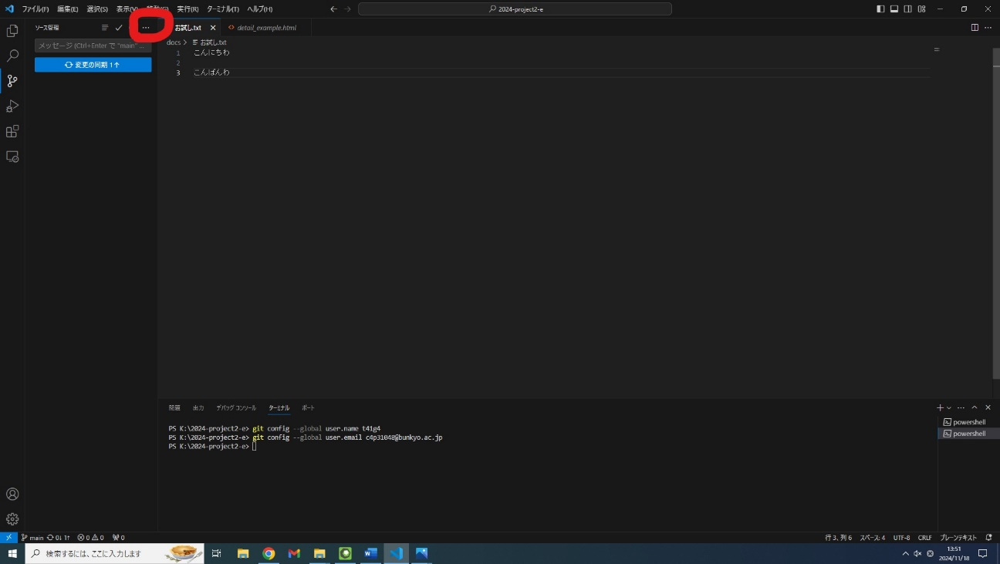 ファイル(F) 編集(E) 選択(S) 表示(V) 移動(G) 実行(R) ターミナル(T) ヘルプ(H)
2024-project2-e
ソース管理
お試し.txt
detail_example.html
メッセージ (Ctrl+Enter で "main" ...
変更の同期 1↑
docs > お試し.txt
1 こんにちわ
2
3 こんばんわ
問題 出力 デバッグ コンソール ターミナル ポート
PS K:\2024-project2-e> git config --global user.name t41g4
PS K:\2024-project2-e> git config --global user.email c4p31048@bunkyo.ac.jp
PS K:\2024-project2-e>
powershell
powershell
main 0↓ 1↑ 0 0 0
行 3、列 6 スペース: 4 UTF-8 CRLF プレーンテキスト
検索するには、ここに入力します
13:51
2024/11/18